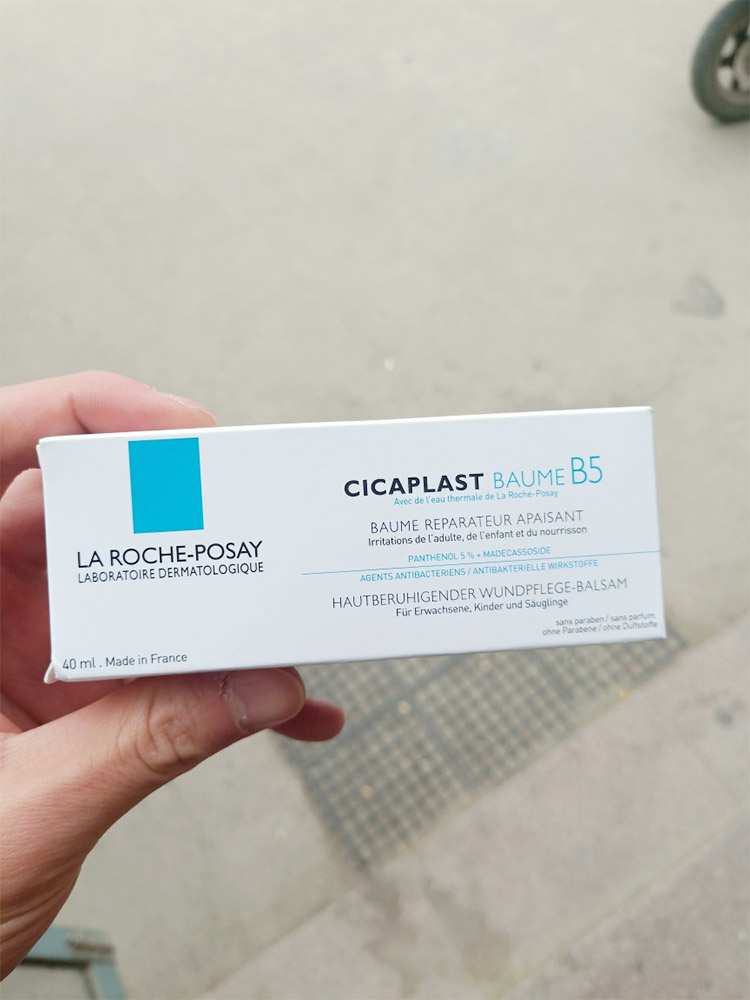 LA ROCHE-POSAY
LABORATOIRE DERMATOLOGIQUE
40 ml . Made in France
CICAPLAST BAUME B5
Avec de l'eau thermale de La Roche-Posay
BAUME REPARATEUR APAISANT
Irritations de l'adulte, de l'enfant et du nourrisson
PANTHENOL 5 % + MADECASSOSIDE
AGENTS ANTIBACTERIENS / ANTIBAKTERIELLE WIRKSTOFFE
HAUTBERUHIGENDER WUNDPFLEGE-BALSAM
Für Erwachsene, Kinder und Säuglinge
sans paraben / sans parfum
ohne Parabene / ohne Duftstoffe